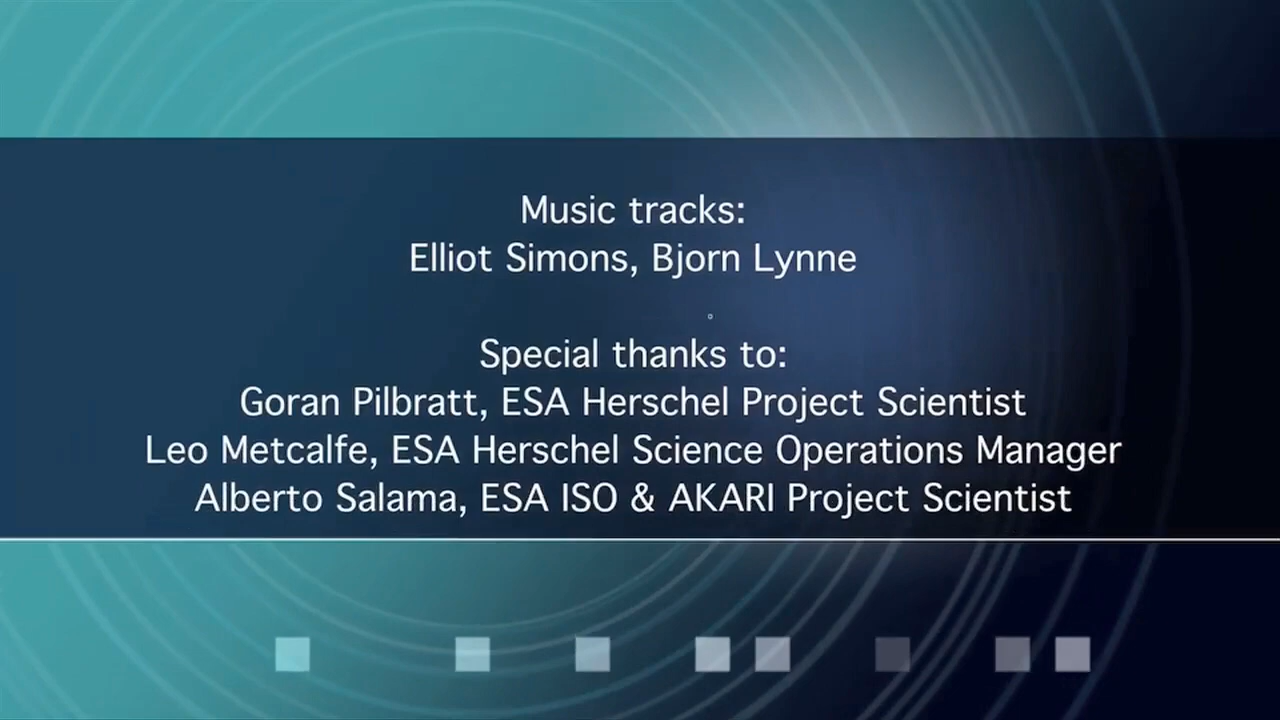 Music tracks:
Elliot Simons, Bjorn Lynne
Special thanks to:
Goran Pilbratt, ESA Herschel Project Scientist
Leo Metcalfe, ESA Herschel Science Operations Manager
Alberto Salama, ESA ISO & AKARI Project Scientist